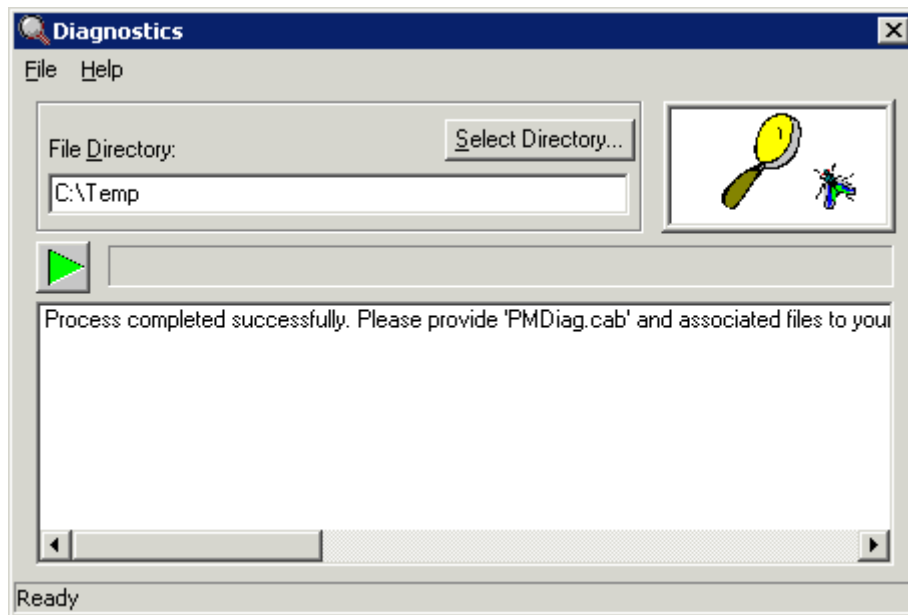 Diagnostics
File Help
Select Directory...
File Directory:
C:\Temp
Process completed successfully. Please provide 'PMDiag.cab' and associated files to your
Ready